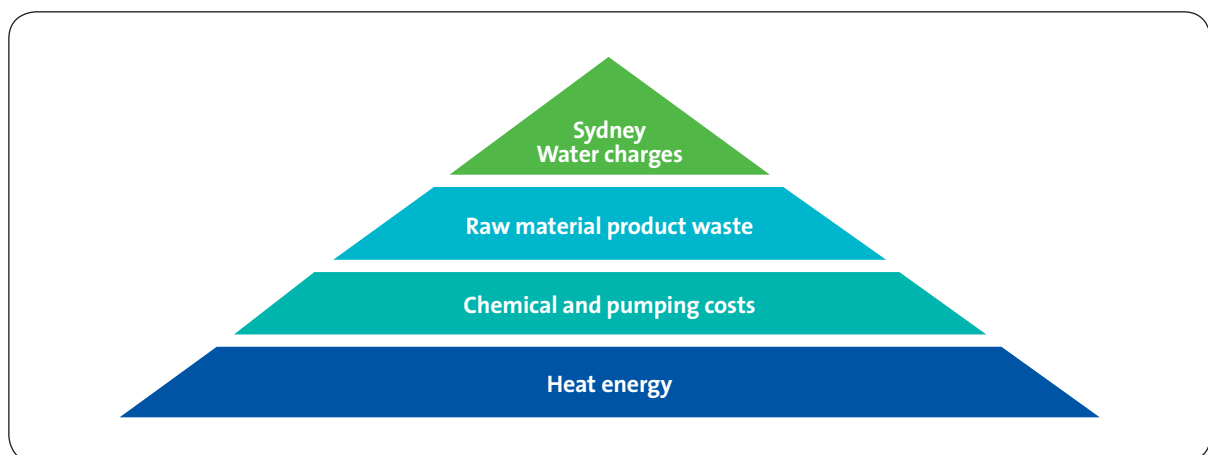 Sydney
Water charges
Raw material product waste
Chemical and pumping costs
Heat energy